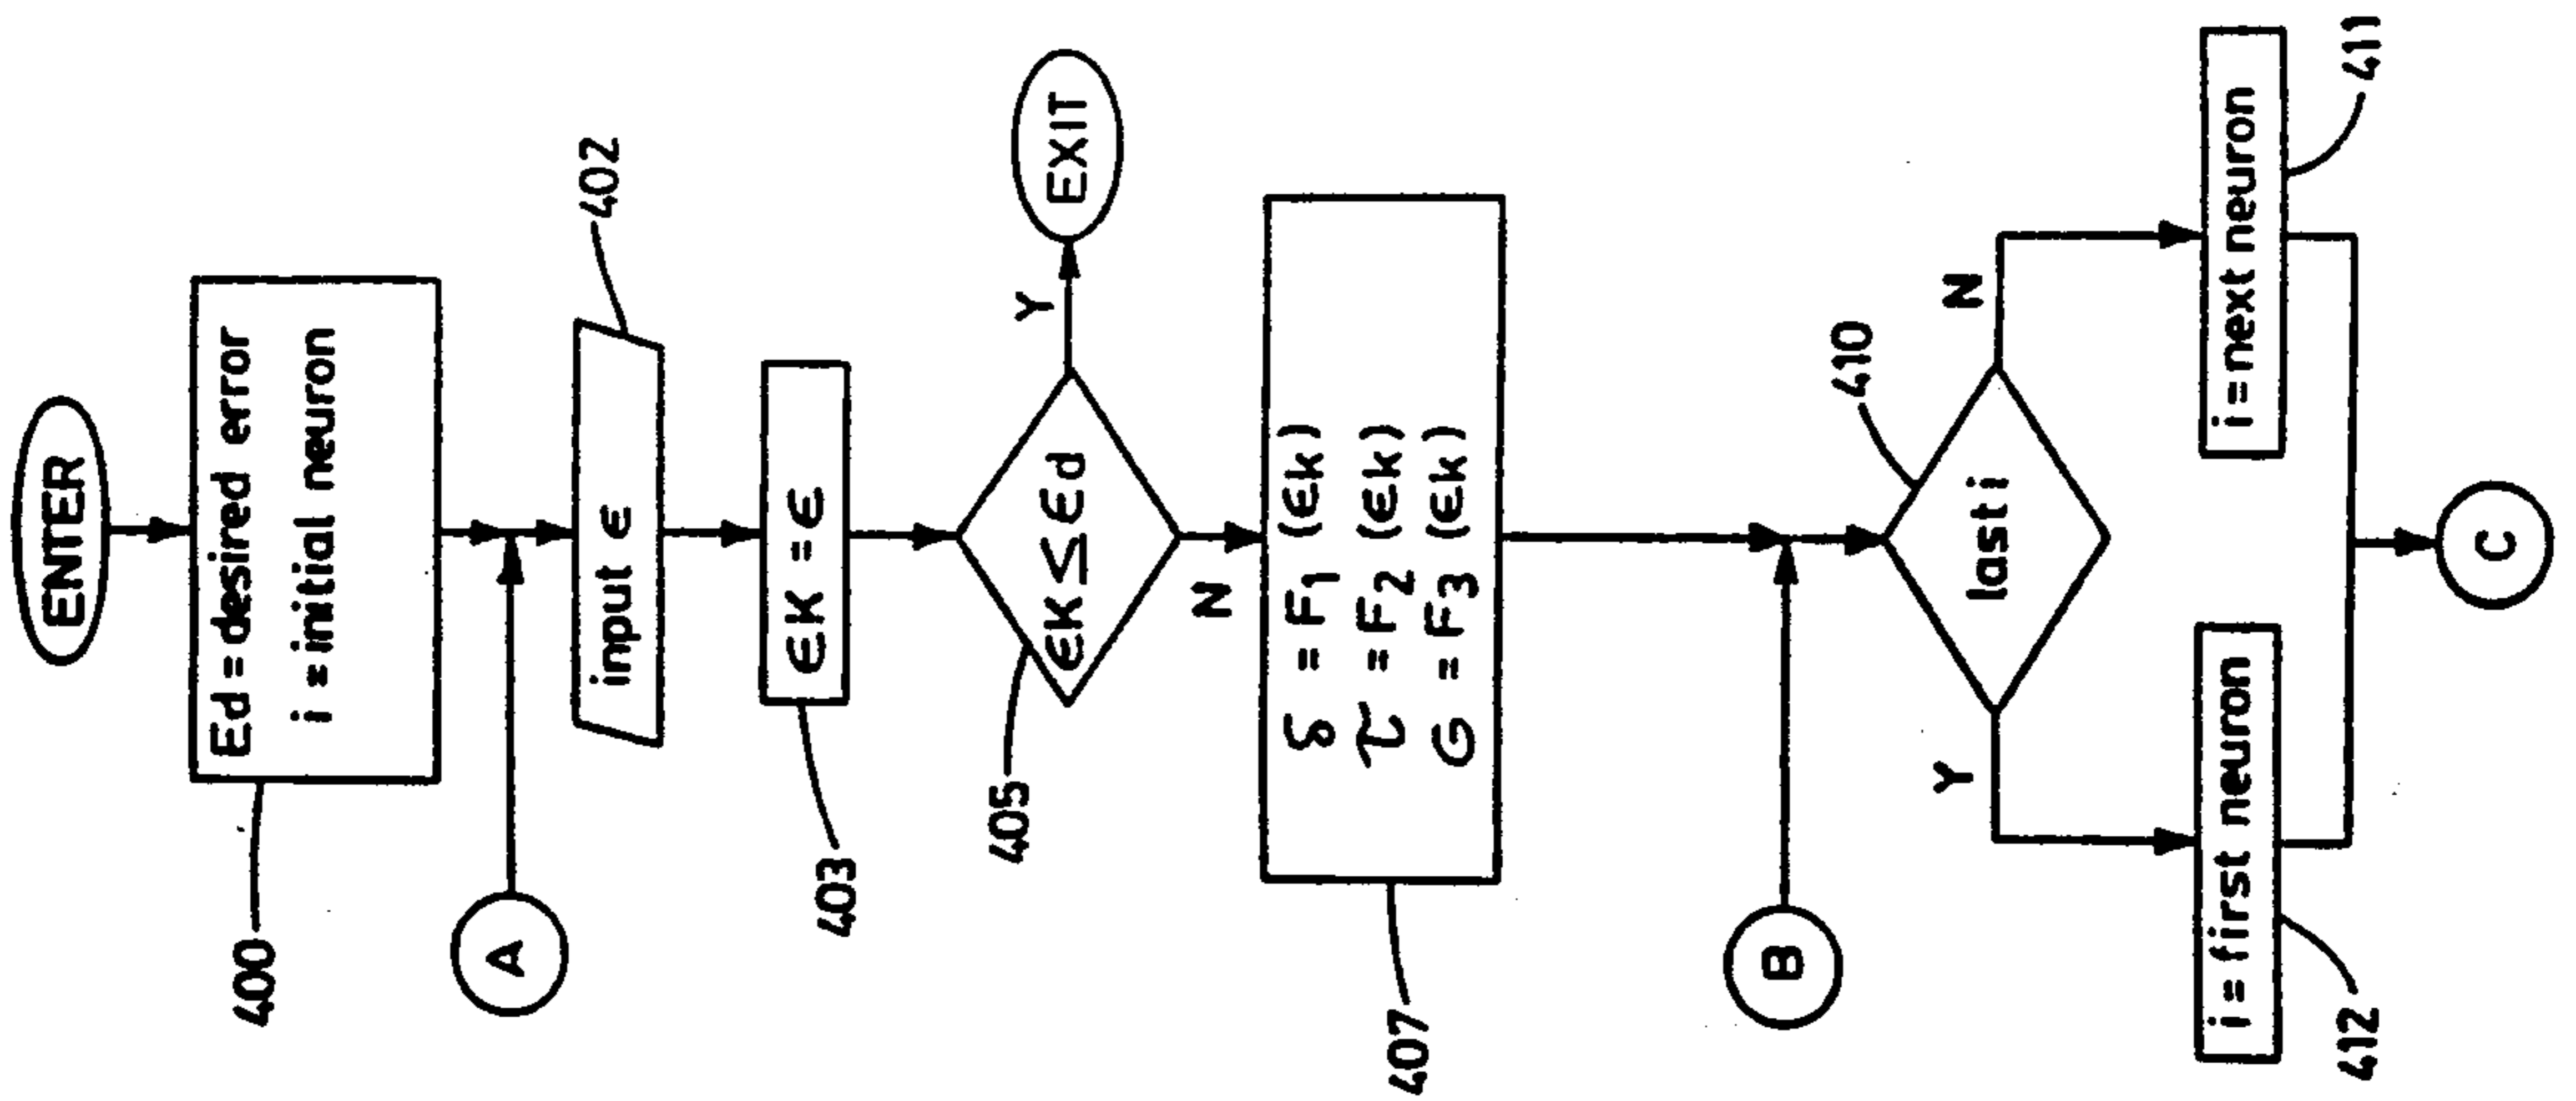 ENTER
Ed = desired error
i = initial neuron
400
A
input ϵ
402
ϵK = ϵ
403
ϵK ≤ ϵd
405
Y
EXIT
N
δ = F1 (ϵk)
τ = F2 (ϵk)
G = F3 (ϵk)
407
B
last i
410
Y
N
i = first neuron
412
i = next neuron
411
C